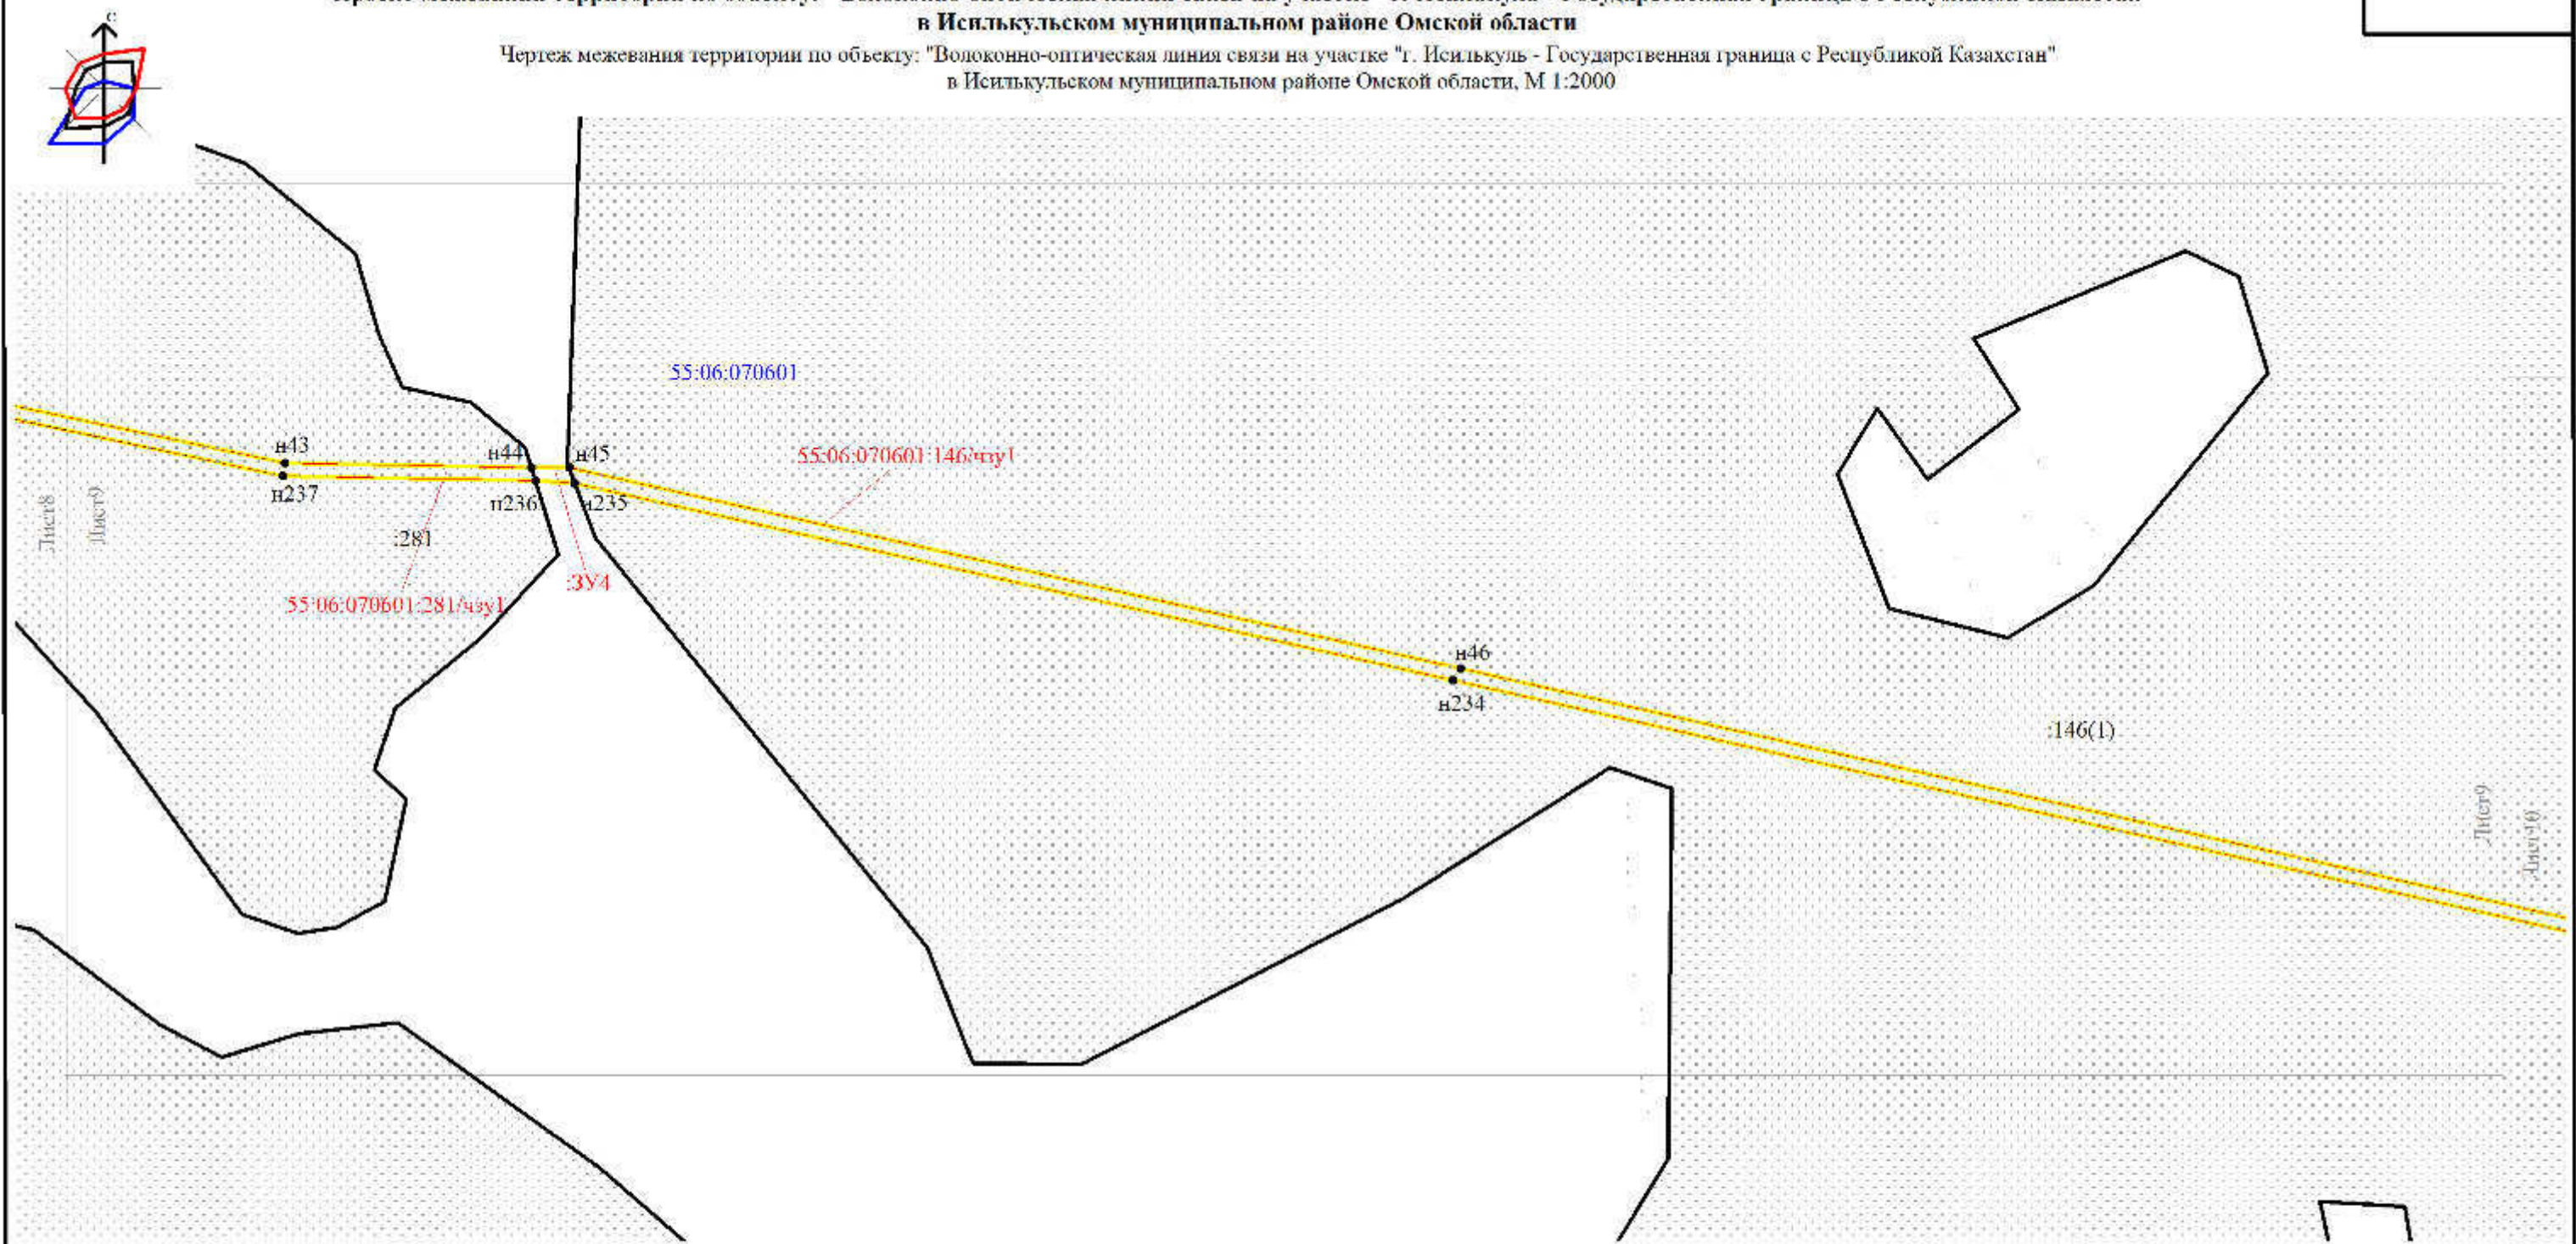 в Исилькульском муниципальном районе Омской области
Чертеж межевания территории по объекту: "Волоконно-оптическая линия связи на участке "г. Исилькуль - Государственная граница с Республикой Казахстан"
в Исилькульском муниципальном районе Омской области, М 1:2000
с
55:06:070601
н43
н44
н45
55:06:070601:146/чзу1
н237
н236
н235
Лист8
Лист9
:281
:ЗУ4
55:06:070601:281/чзу1
н46
н234
:146(1)
Лист9
Лист10